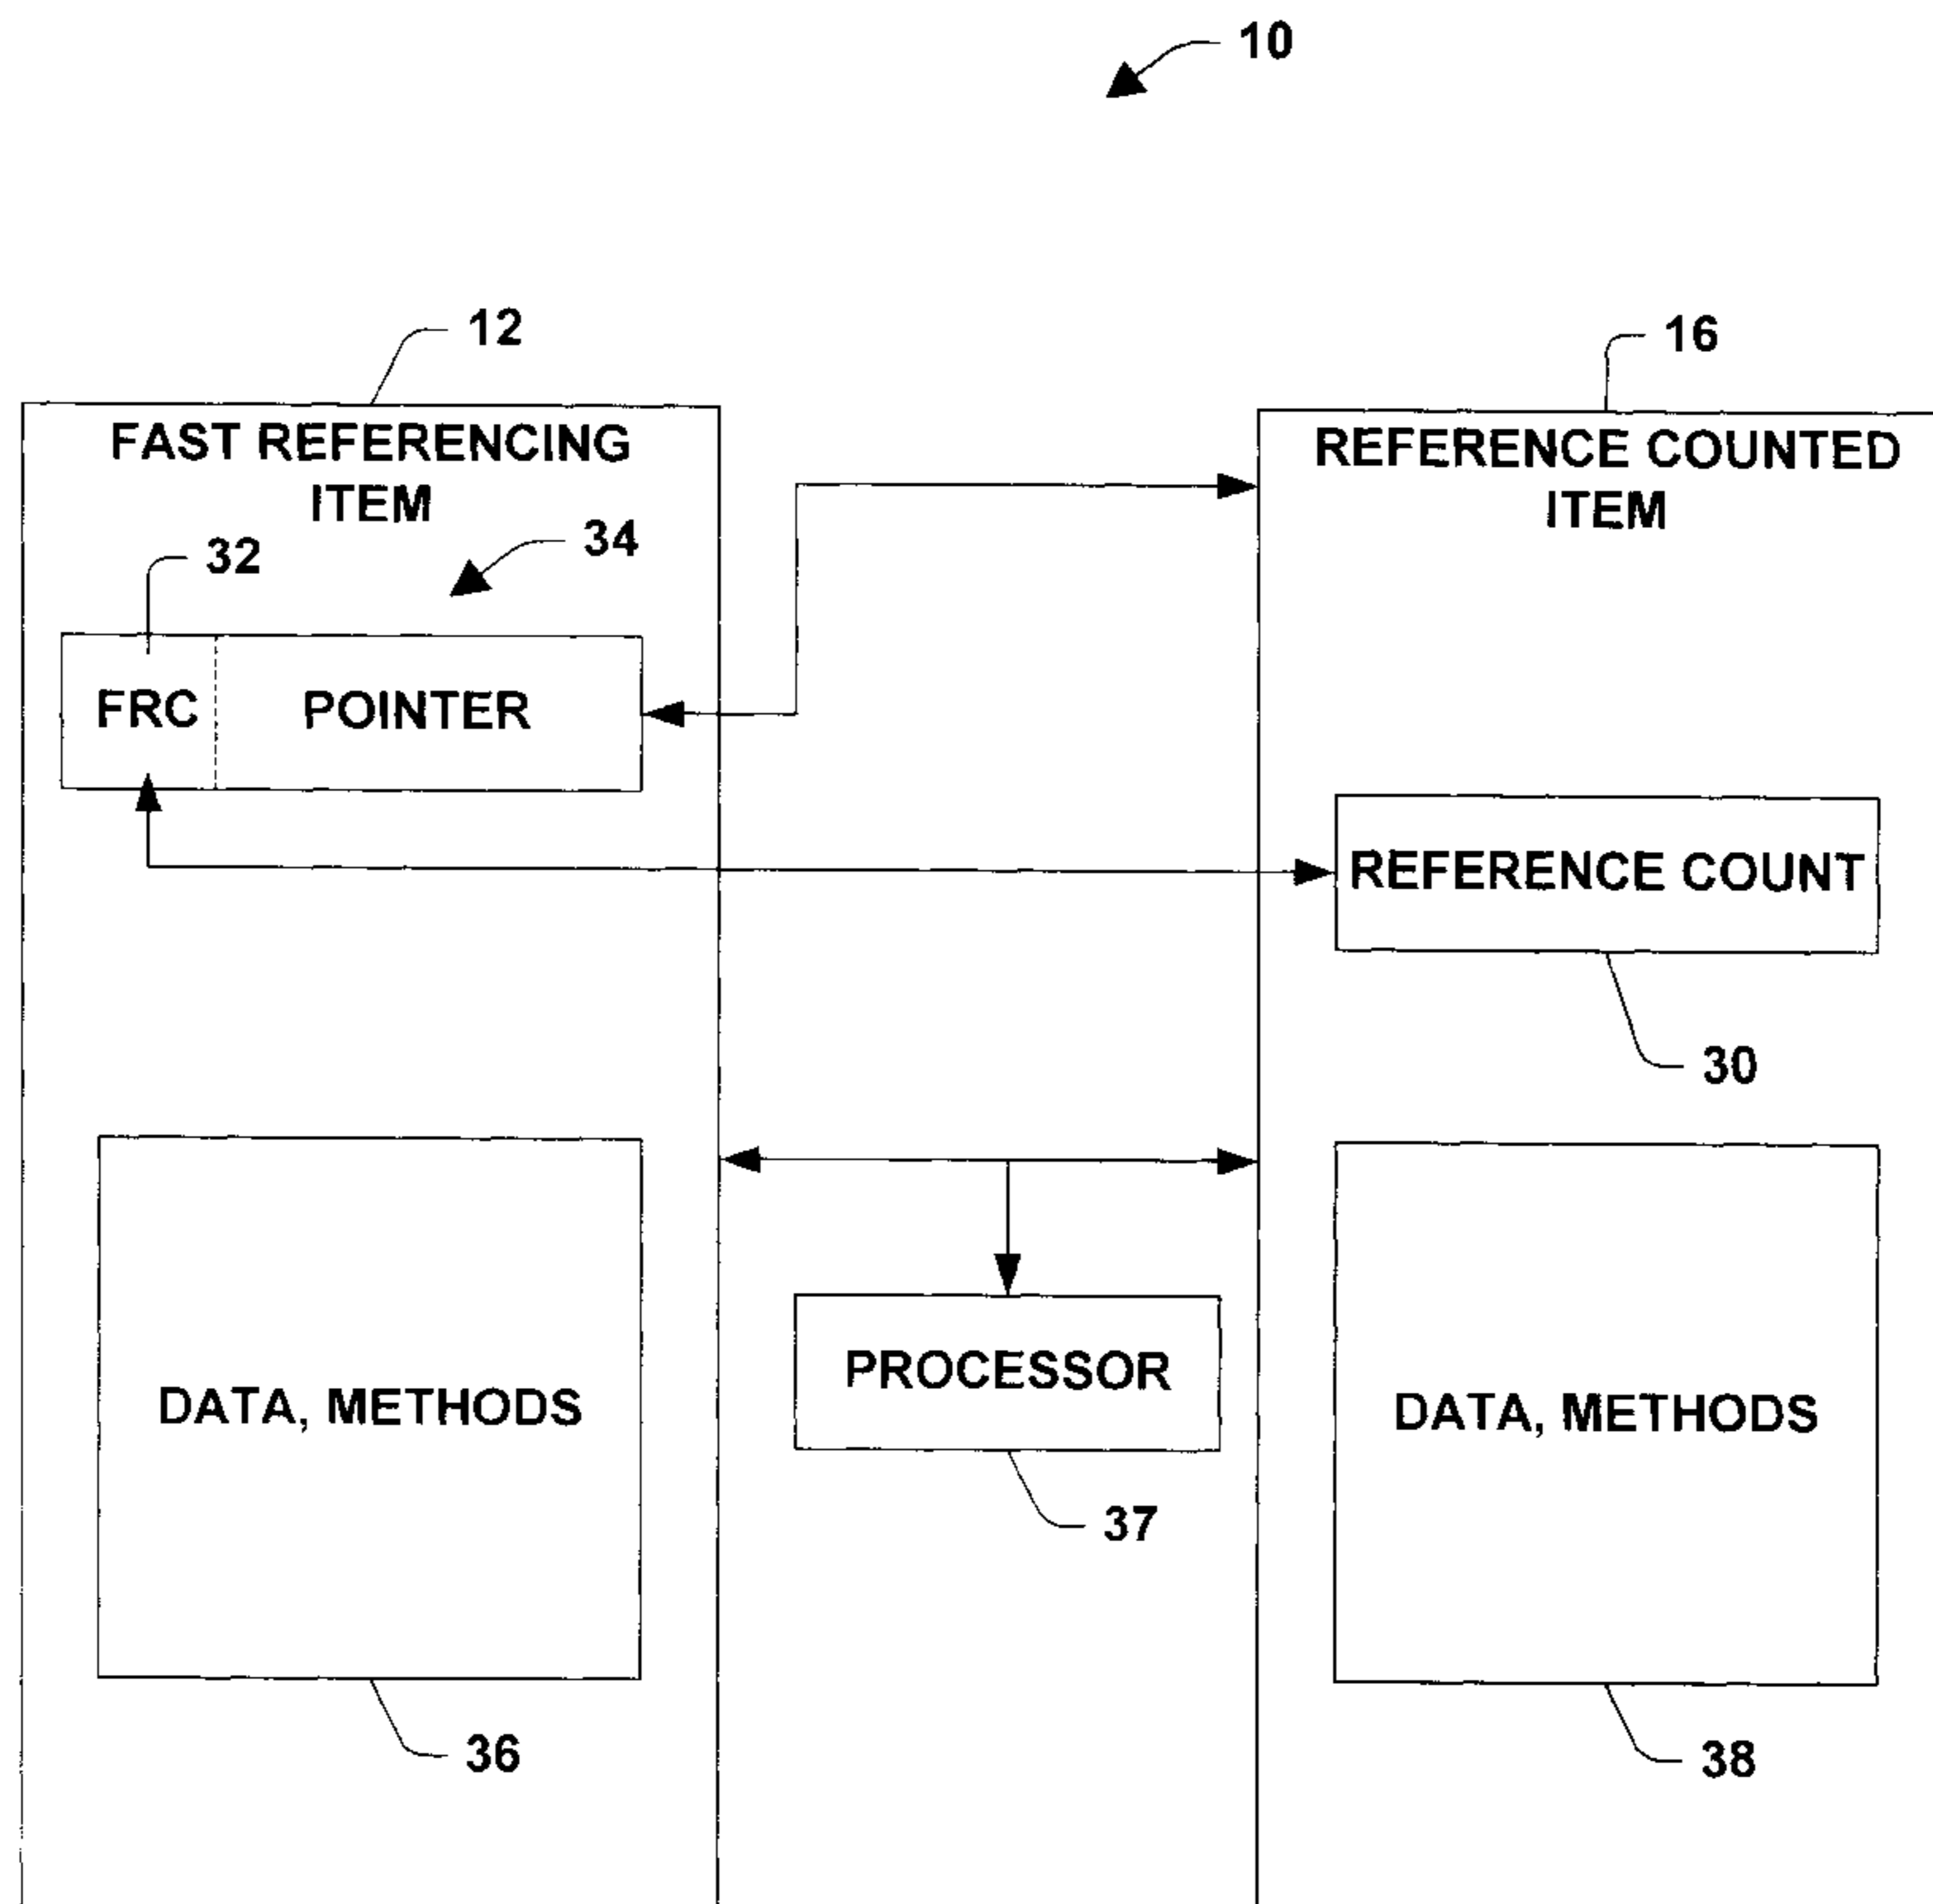 10
12
16
FAST REFERENCING
ITEM
REFERENCE COUNTED
ITEM
32
34
FRC
POINTER
REFERENCE COUNT
30
DATA, METHODS
PROCESSOR
DATA, METHODS
37
36
38